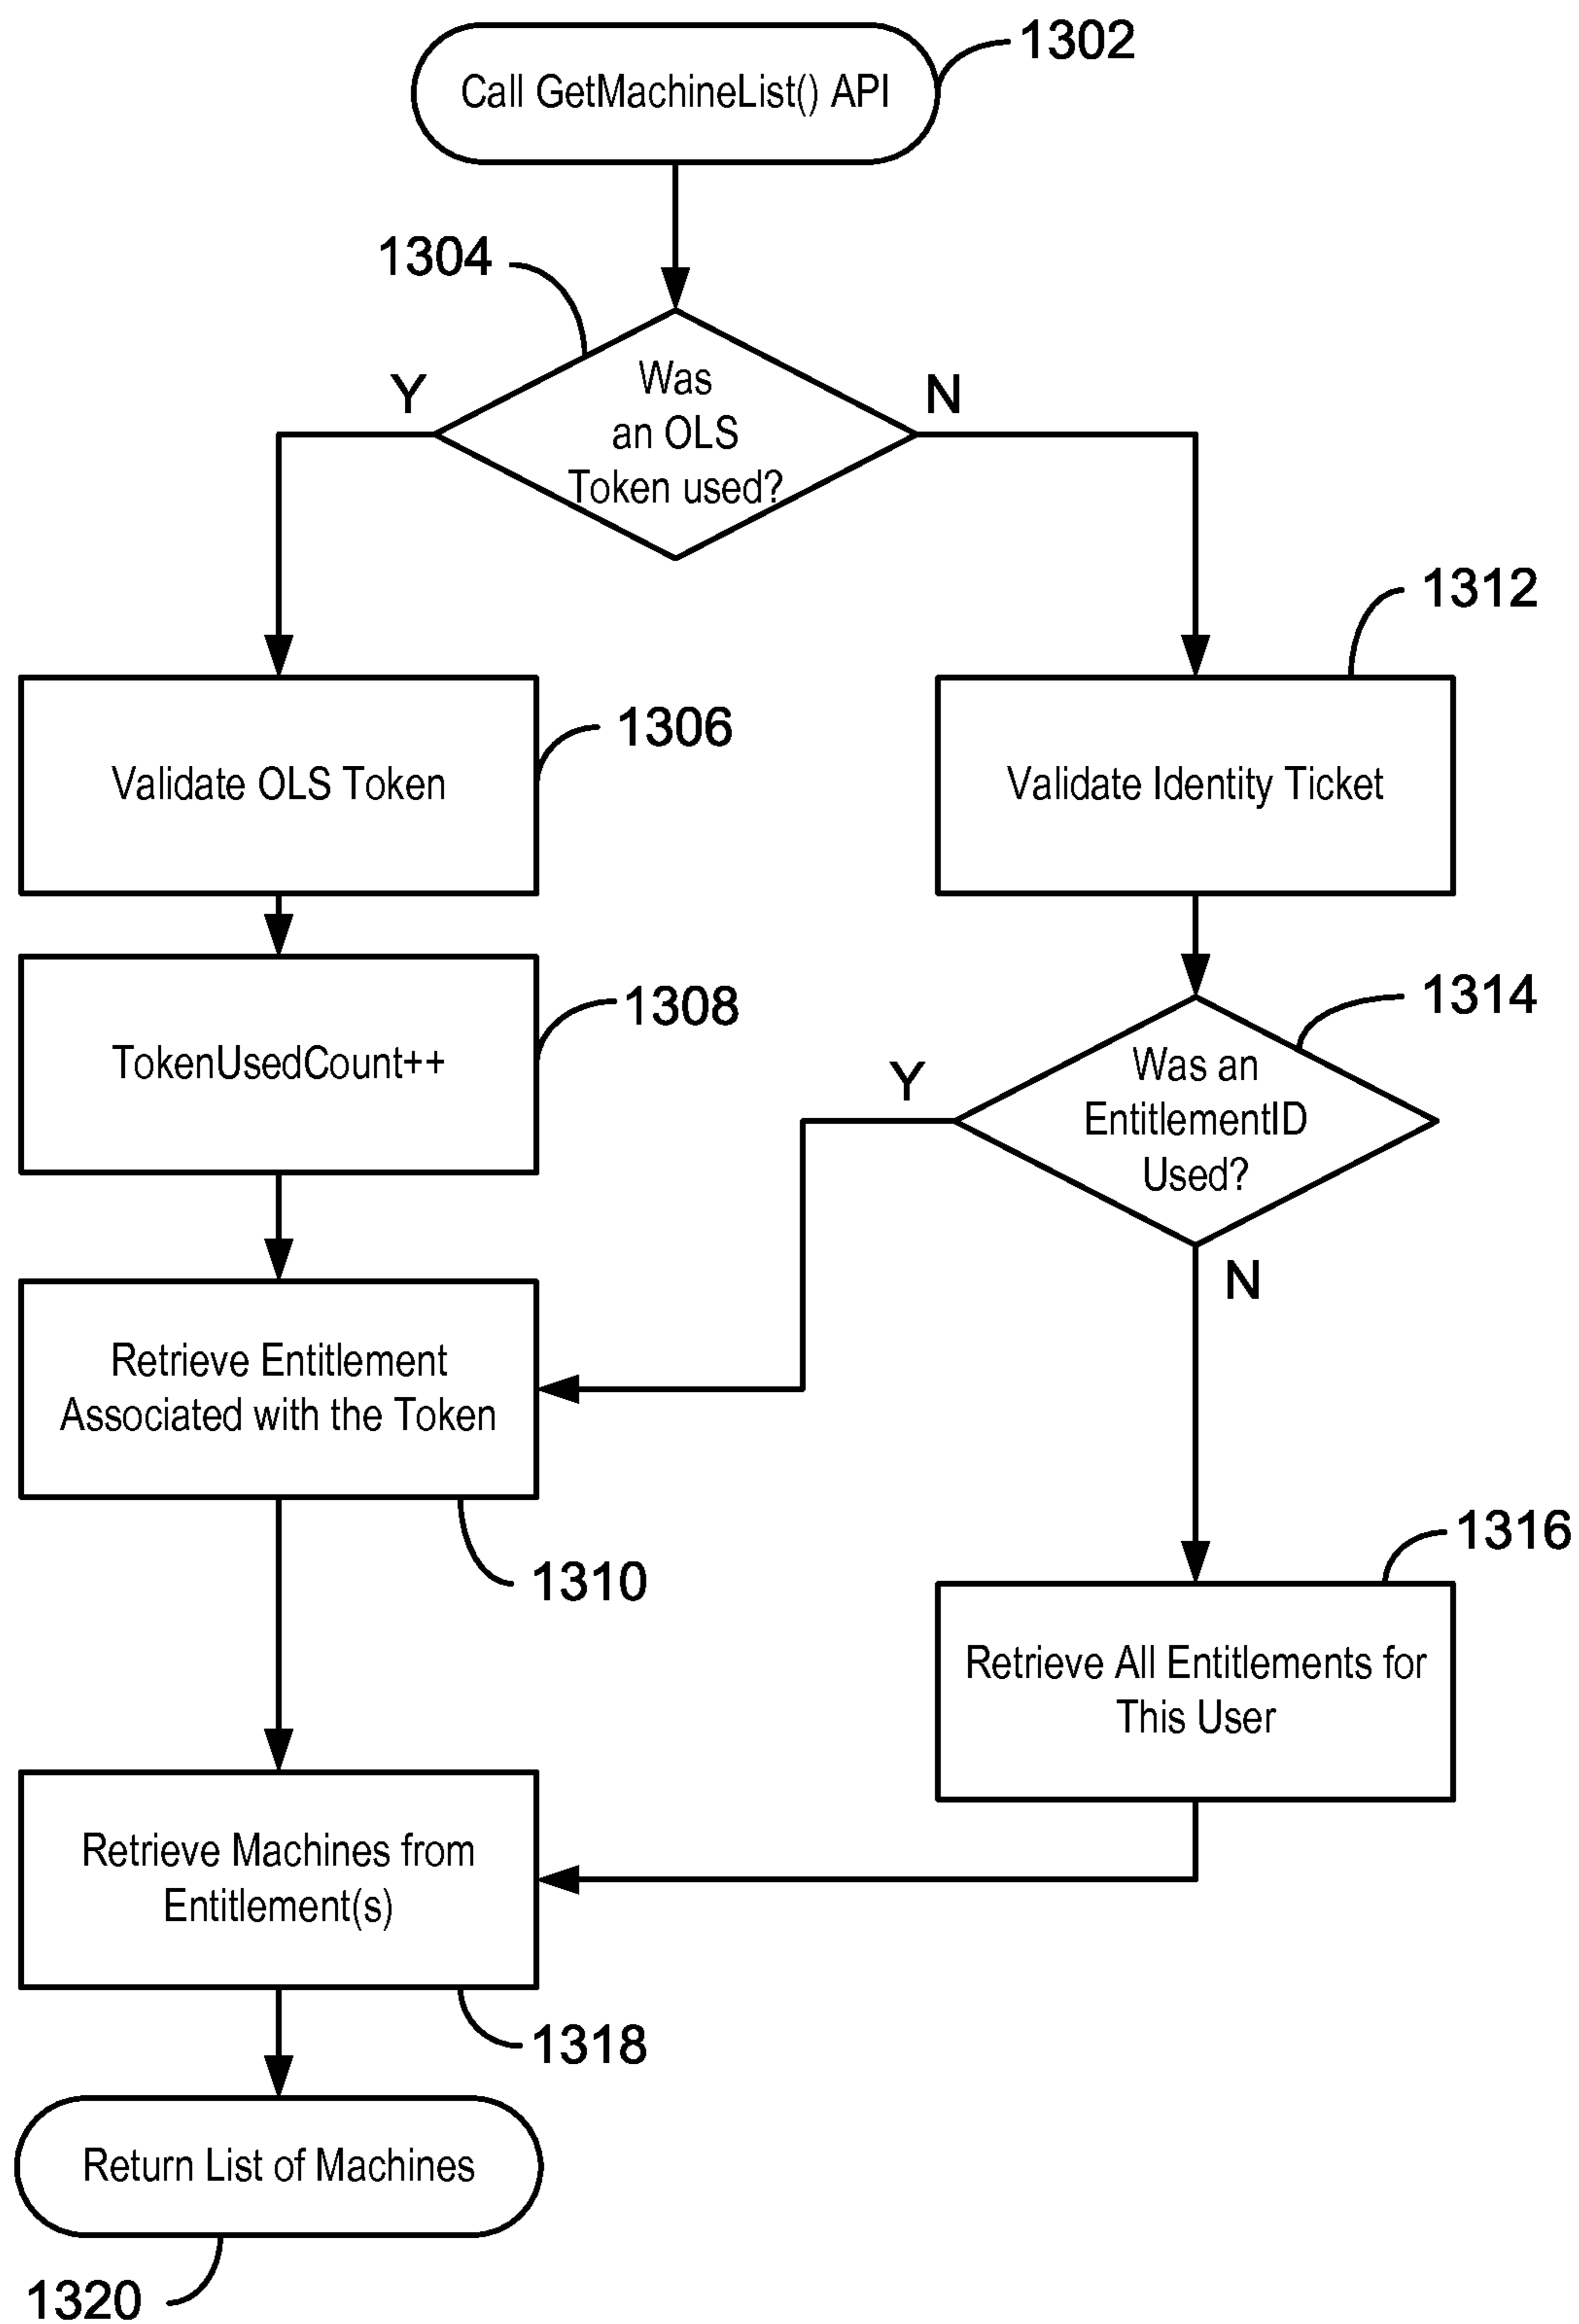 1302
Call GetMachineList() API
1304
Y
N
Was
an OLS
Token used?
1312
1306
Validate OLS Token
Validate Identity Ticket
1308
TokenUsedCount++
1314
Y
Was an
EntitlementID
Used?
N
Retrieve Entitlement
Associated with the Token
1310
1316
Retrieve All Entitlements for
This User
Retrieve Machines from
Entitlement(s)
1318
Return List of Machines
1320